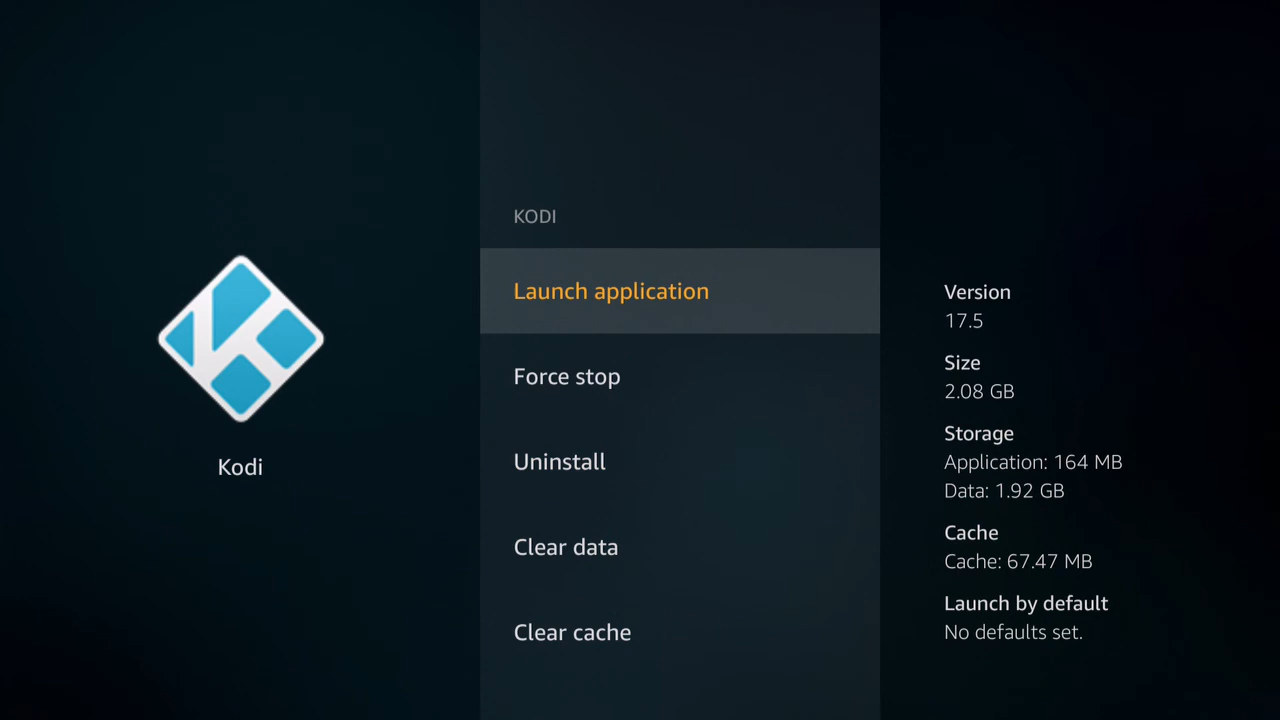 Kodi
KODI
Launch application
Force stop
Uninstall
Clear data
Clear cache
Version
17.5
Size
2.08 GB
Storage
Application: 164 MB
Data: 1.92 GB
Cache
Cache: 67.47 MB
Launch by default
No defaults set.